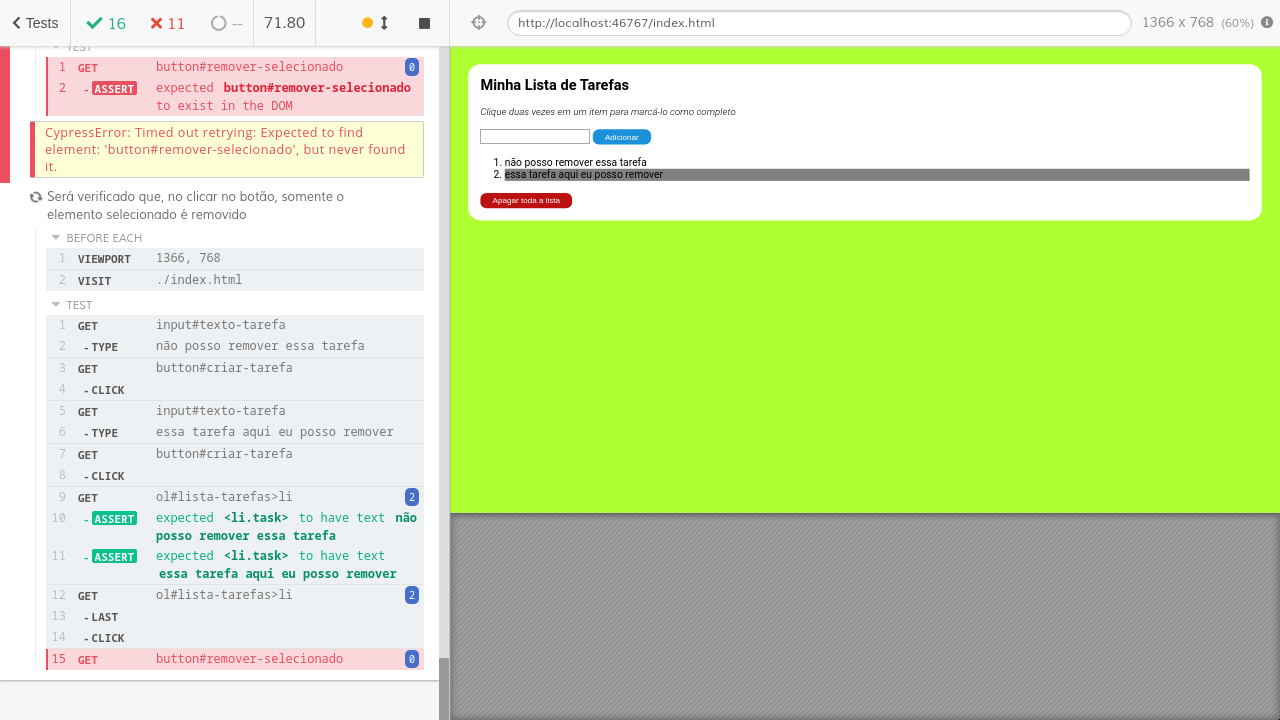 Tests
16
11
--
71.80
http://localhost:46767/index.html
1366 x 768 (60%)
TEST
1 GET button#remover-selecionado 0
2 - ASSERT expected button#remover-selecionado
to exist in the DOM
CypressError: Timed out retrying: Expected to find
element: 'button#remover-selecionado', but never found
it.
Será verificado que, no clicar no botão, somente o
elemento selecionado é removido
BEFORE EACH
1 VIEWPORT 1366, 768
2 VISIT ./index.html
TEST
1 GET input#texto-tarefa
2 - TYPE não posso remover essa tarefa
3 GET button#criar-tarefa
4 - CLICK
5 GET input#texto-tarefa
6 - TYPE essa tarefa aqui eu posso remover
7 GET button#criar-tarefa
8 - CLICK
9 GET ol#lista-tarefas>li 2
10 - ASSERT expected <li.task> to have text não
posso remover essa tarefa
11 - ASSERT expected <li.task> to have text
essa tarefa aqui eu posso remover
12 GET ol#lista-tarefas>li 2
13 - LAST
14 - CLICK
15 GET button#remover-selecionado 0
Minha Lista de Tarefas
Clique duas vezes em um item para marcá-lo como completo
Adicionar
1. não posso remover essa tarefa
2. essa tarefa aqui eu posso remover
Apagar toda a lista